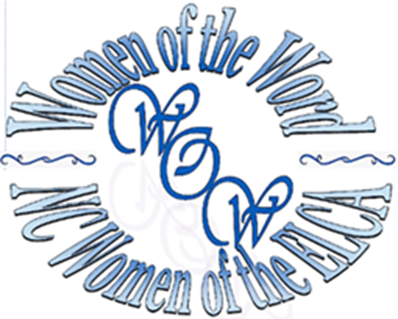 Women of the Word
WOW
NC Women of the ELCA